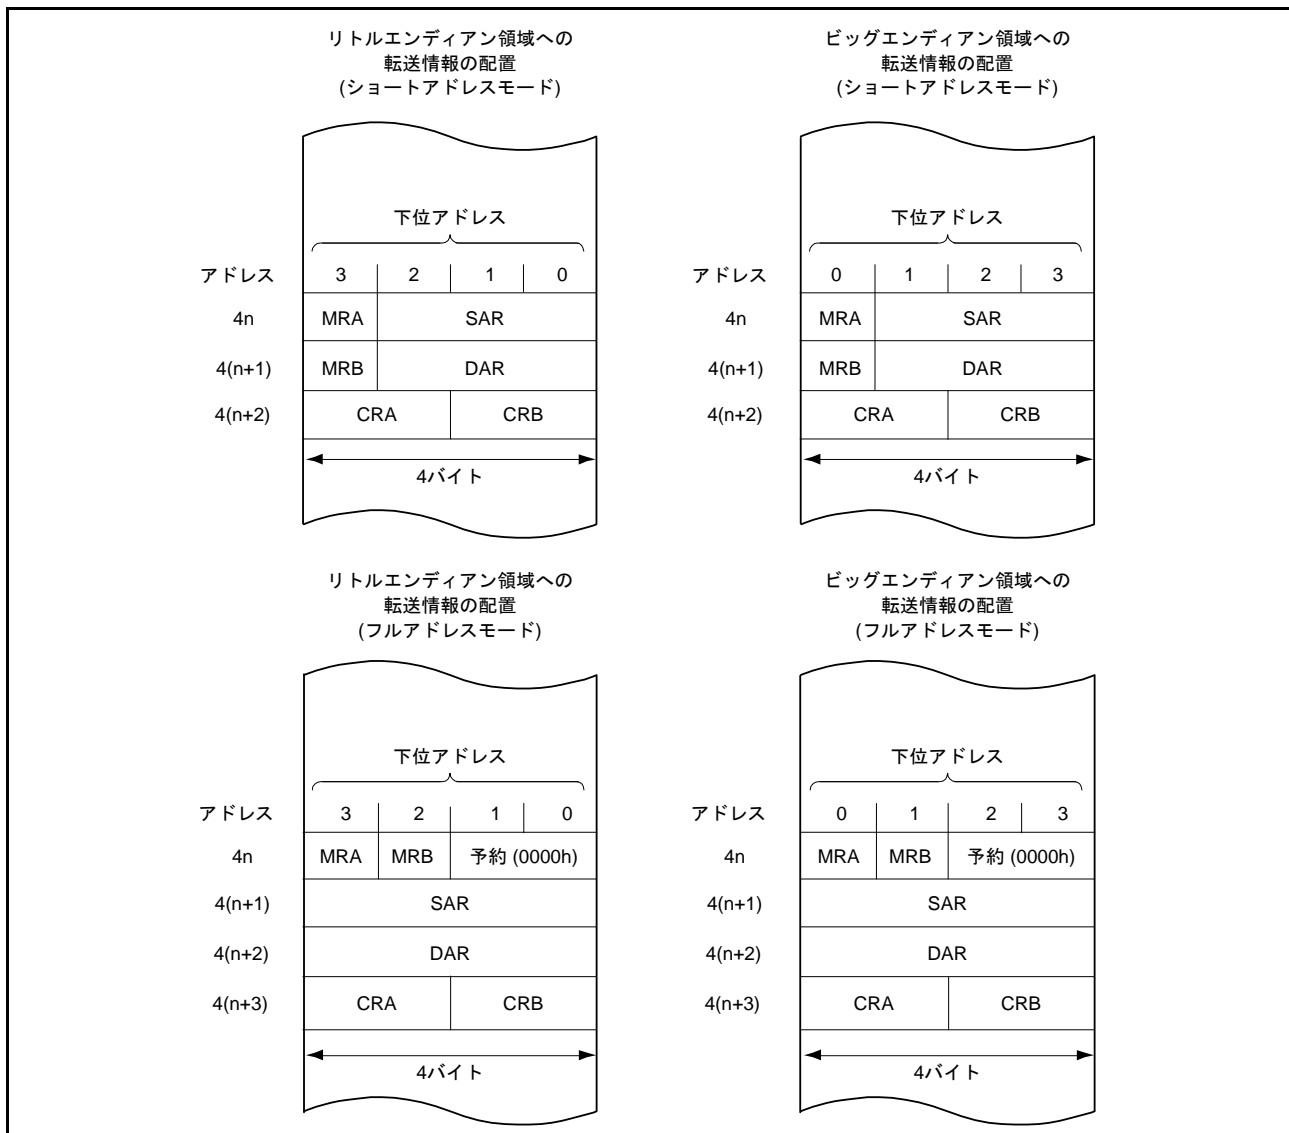 リトルエンディアン領域への
転送情報の配置
(ショートアドレスモード)
下位アドレス
アドレス 3 2 1 0
4n MRA SAR
4(n+1) MRB DAR
4(n+2) CRA CRB
4バイト
ビッグエンディアン領域への
転送情報の配置
(ショートアドレスモード)
下位アドレス
アドレス 0 1 2 3
4n MRA SAR
4(n+1) MRB DAR
4(n+2) CRA CRB
4バイト
リトルエンディアン領域への
転送情報の配置
(フルアドレスモード)
下位アドレス
アドレス 3 2 1 0
4n MRA MRB 予約 (0000h)
4(n+1) SAR
4(n+2) DAR
4(n+3) CRA CRB
4バイト
ビッグエンディアン領域への
転送情報の配置
(フルアドレスモード)
下位アドレス
アドレス 0 1 2 3
4n MRA MRB 予約 (0000h)
4(n+1) SAR
4(n+2) DAR
4(n+3) CRA CRB
4バイト